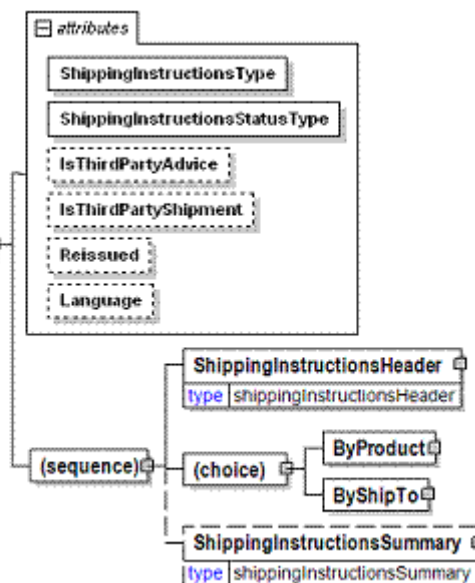 attributes
ShippingInstructionsType
ShippingInstructionsStatusType
IsThirdPartyAdvice
IsThirdPartyShipment
Reissued
Language
ShippingInstructionsHeader
type shippingInstructionsHeader
(sequence)
(choice)
ByProduct
ByShipTo
ShippingInstructionsSummary
type shippingInstructionsSummary